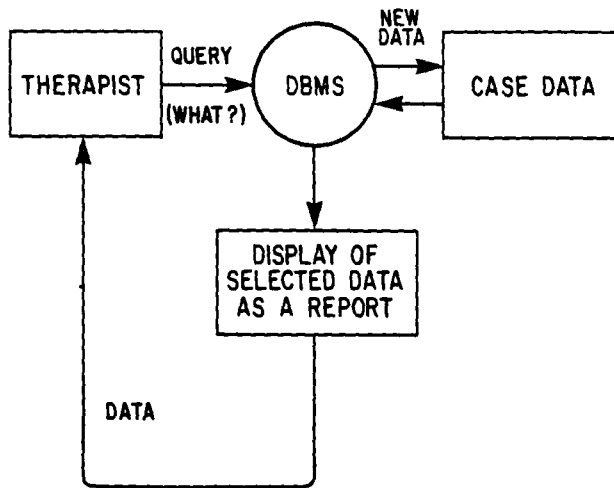 THERAPIST
QUERY
(WHAT?)
DBMS
NEW
DATA
CASE DATA
DISPLAY OF
SELECTED DATA
AS A REPORT
DATA